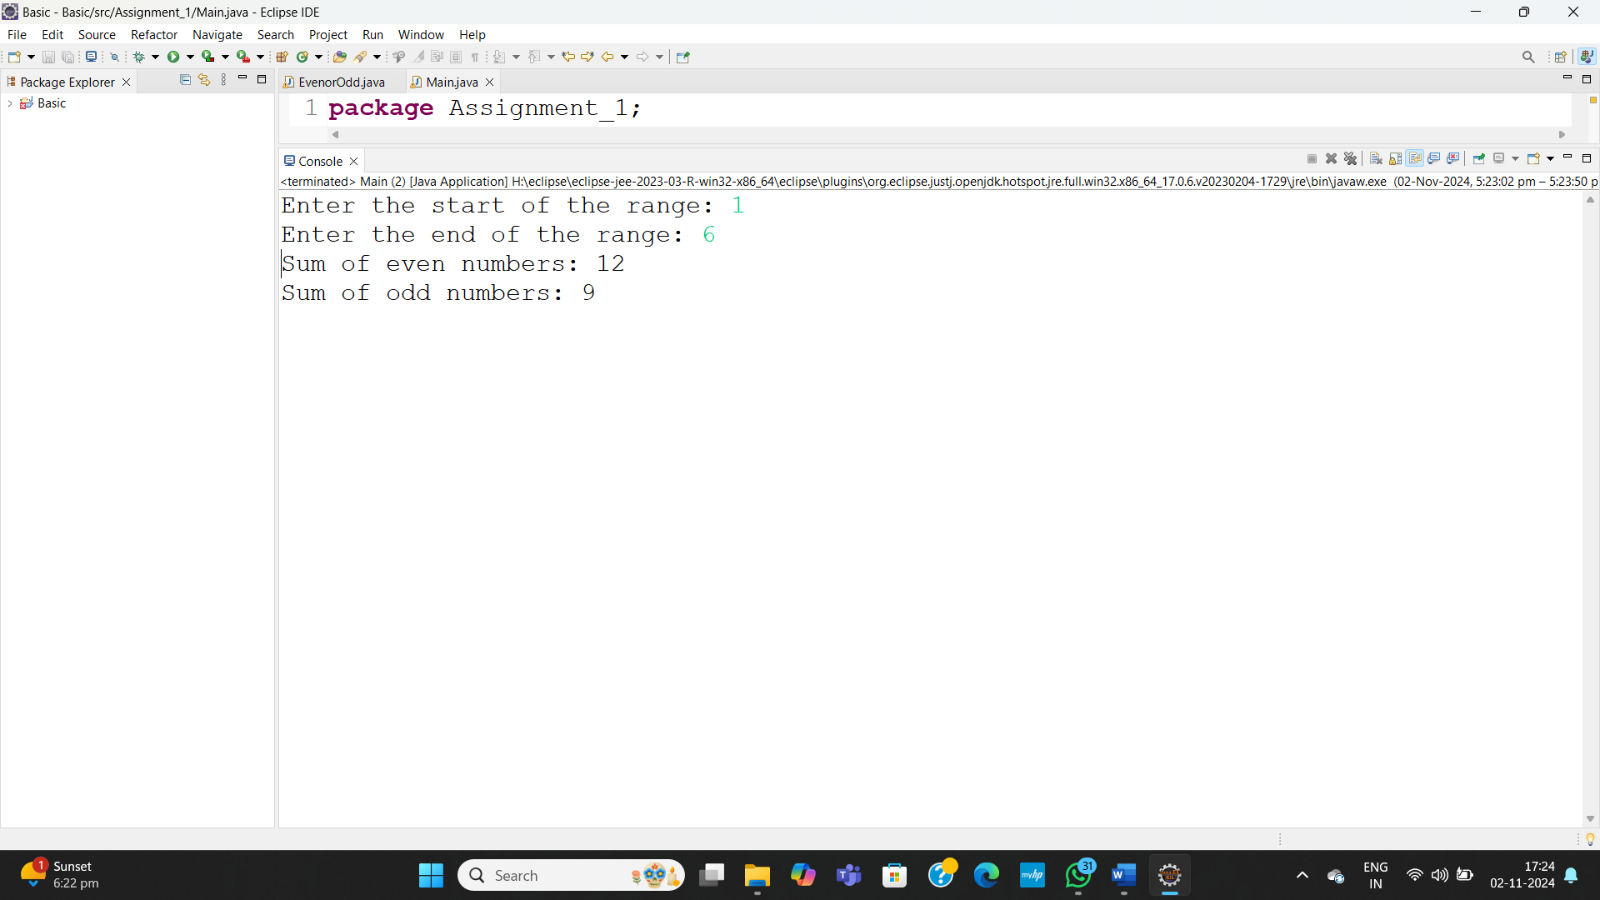 Basic - Basic/src/Assignment_1/Main.java - Eclipse IDE
File Edit Source Refactor Navigate Search Project Run Window Help
Package Explorer
EvenorOdd.java
Main.java
Basic
1 package Assignment_1;
Console
<terminated> Main (2) [Java Application] H:\eclipse\eclipse-jee-2023-03-R-win32-x86_64\eclipse\plugins\org.eclipse.justj.openjdk.hotspot.jre.full.win32.x86_64_17.0.6.v20230204-1729\jre\bin\javaw.exe (02-Nov-2024, 5:23:02 pm – 5:23:50 p
Enter the start of the range: 1
Enter the end of the range: 6
Sum of even numbers: 12
Sum of odd numbers: 9
1
Sunset
6:22 pm
Search
myhp
31
W
ENG
IN
17:24
02-11-2024